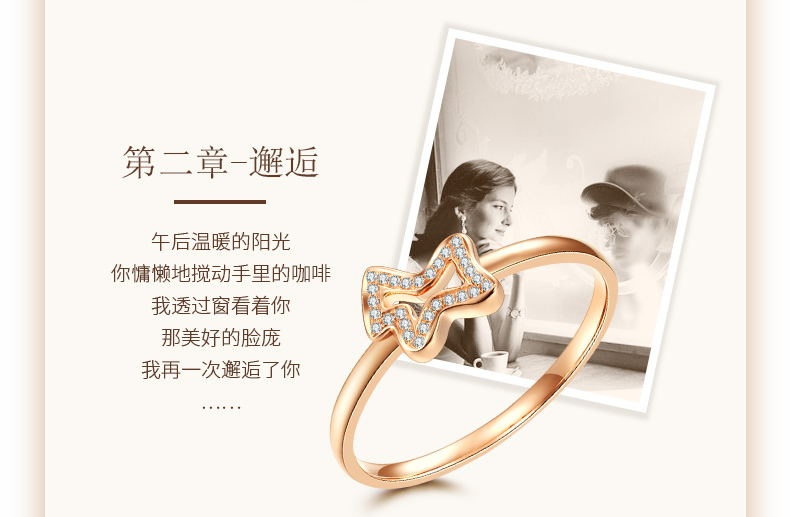 第二章-邂逅
午后温暖的阳光
你慵懒地搅动手里的咖啡
我透过窗看着你
那美好的脸庞
我再一次邂逅了你
……